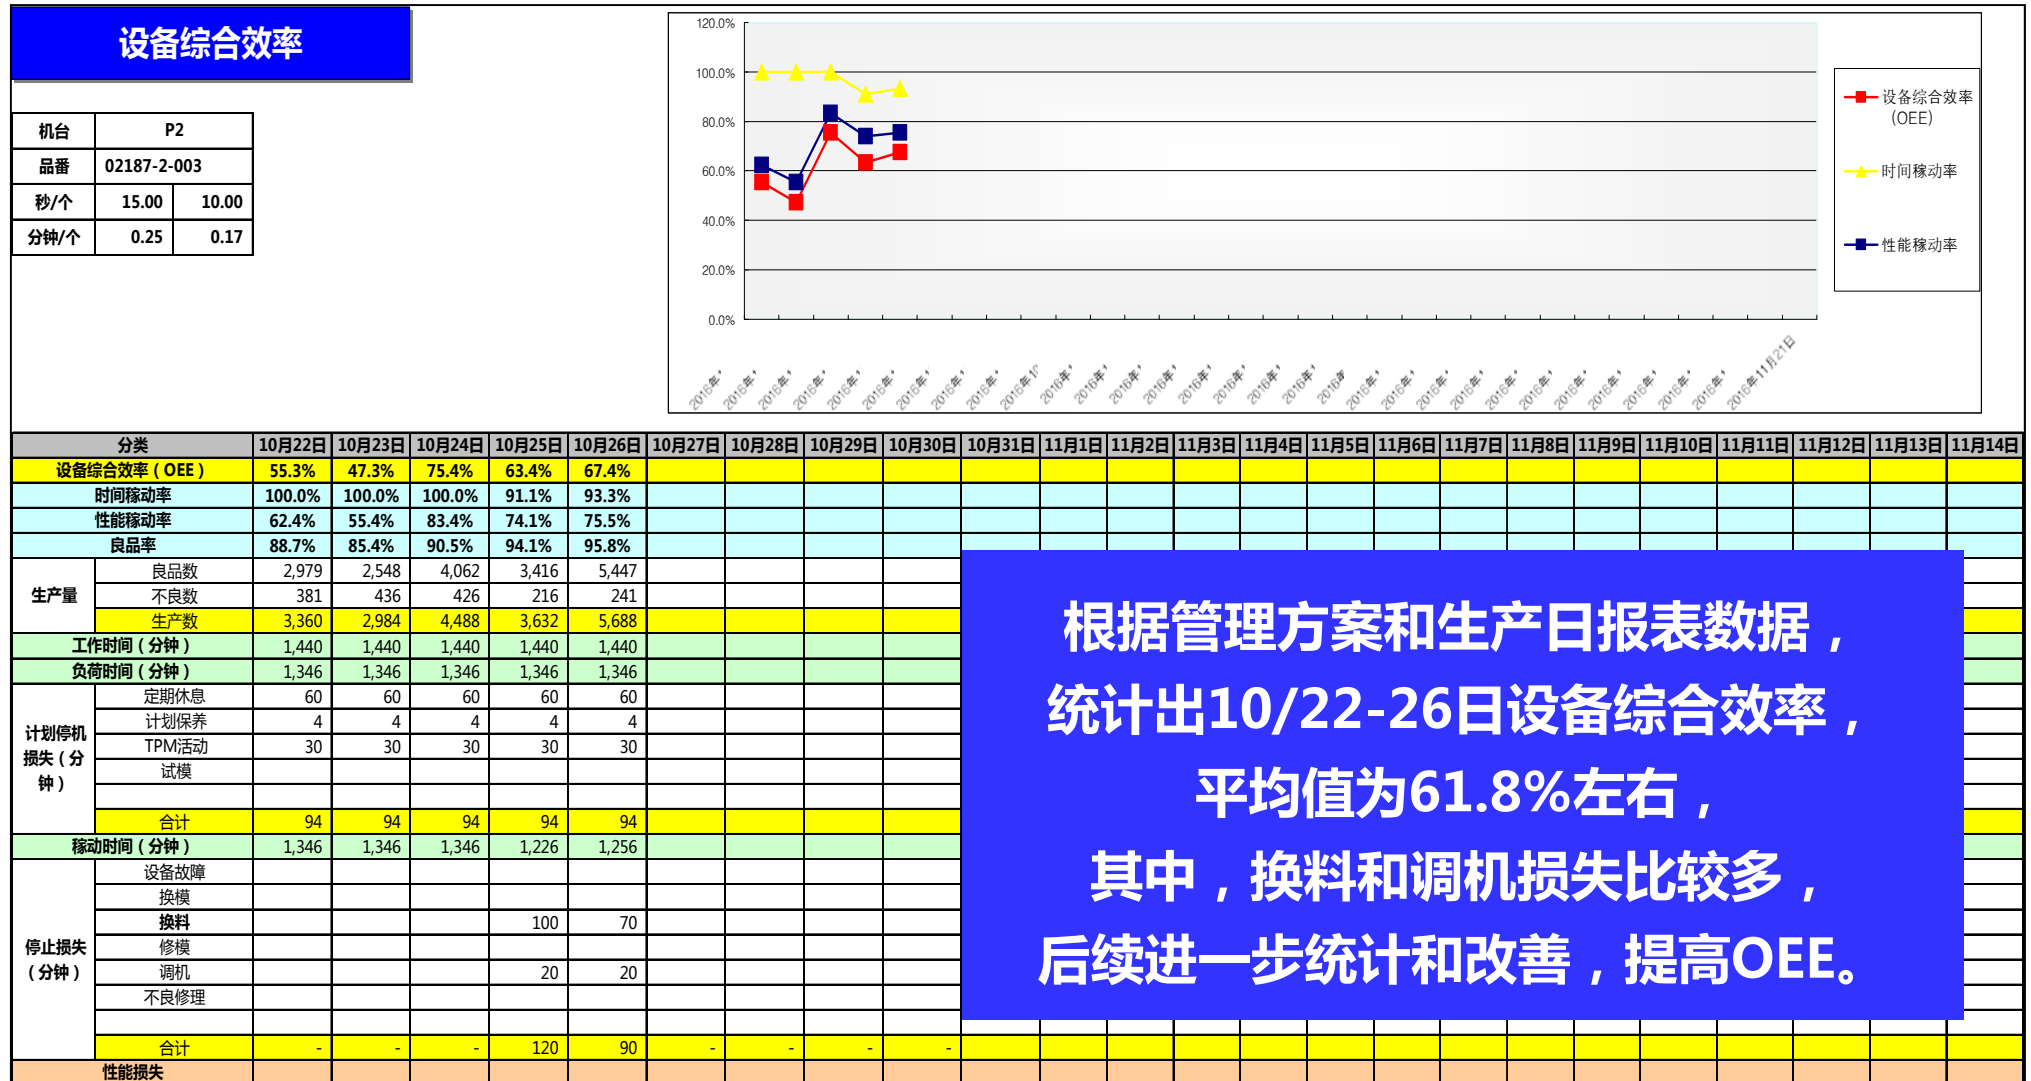 设备综合效率
机台 P2
品番 02187-2-003
秒/个 15.00 10.00
分钟/个 0.25 0.17
120.0%
100.0%
80.0%
60.0%
40.0%
20.0%
0.0%
设备综合效率
(OEE)
时间稼动率
性能稼动率
2016年11月21日
分类 10月22日 10月23日 10月24日 10月25日 10月26日 10月27日 10月28日 10月29日 10月30日 10月31日 11月1日 11月2日 11月3日 11月4日 11月5日 11月6日 11月7日 11月8日 11月9日 11月10日 11月11日 11月12日 11月13日 11月14日
设备综合效率（OEE） 55.3% 47.3% 75.4% 63.4% 67.4%
时间稼动率 100.0% 100.0% 100.0% 91.1% 93.3%
性能稼动率 62.4% 55.4% 83.4% 74.1% 75.5%
良品率 88.7% 85.4% 90.5% 94.1% 95.8%
生产量
良品数 2,979 2,548 4,062 3,416 5,447
不良数 381 436 426 216 241
生产数 3,360 2,984 4,488 3,632 5,688
工作时间（分钟） 1,440 1,440 1,440 1,440 1,440
负荷时间（分钟） 1,346 1,346 1,346 1,346 1,346
计划停机
损失（分
钟）
定期休息 60 60 60 60 60
计划保养 4 4 4 4 4
TPM活动 30 30 30 30 30
试模
合计 94 94 94 94 94
稼动时间（分钟） 1,346 1,346 1,346 1,226 1,256
停止损失
（分钟）
设备故障
换模
换料 100 70
修模
调机 20 20
不良修理
合计 - - - 120 90 - - - -
性能损失
根据管理方案和生产日报表数据，
统计出10/22-26日设备综合效率，
平均值为61.8%左右，
其中，换料和调机损失比较多，
后续进一步统计和改善，提高OEE。